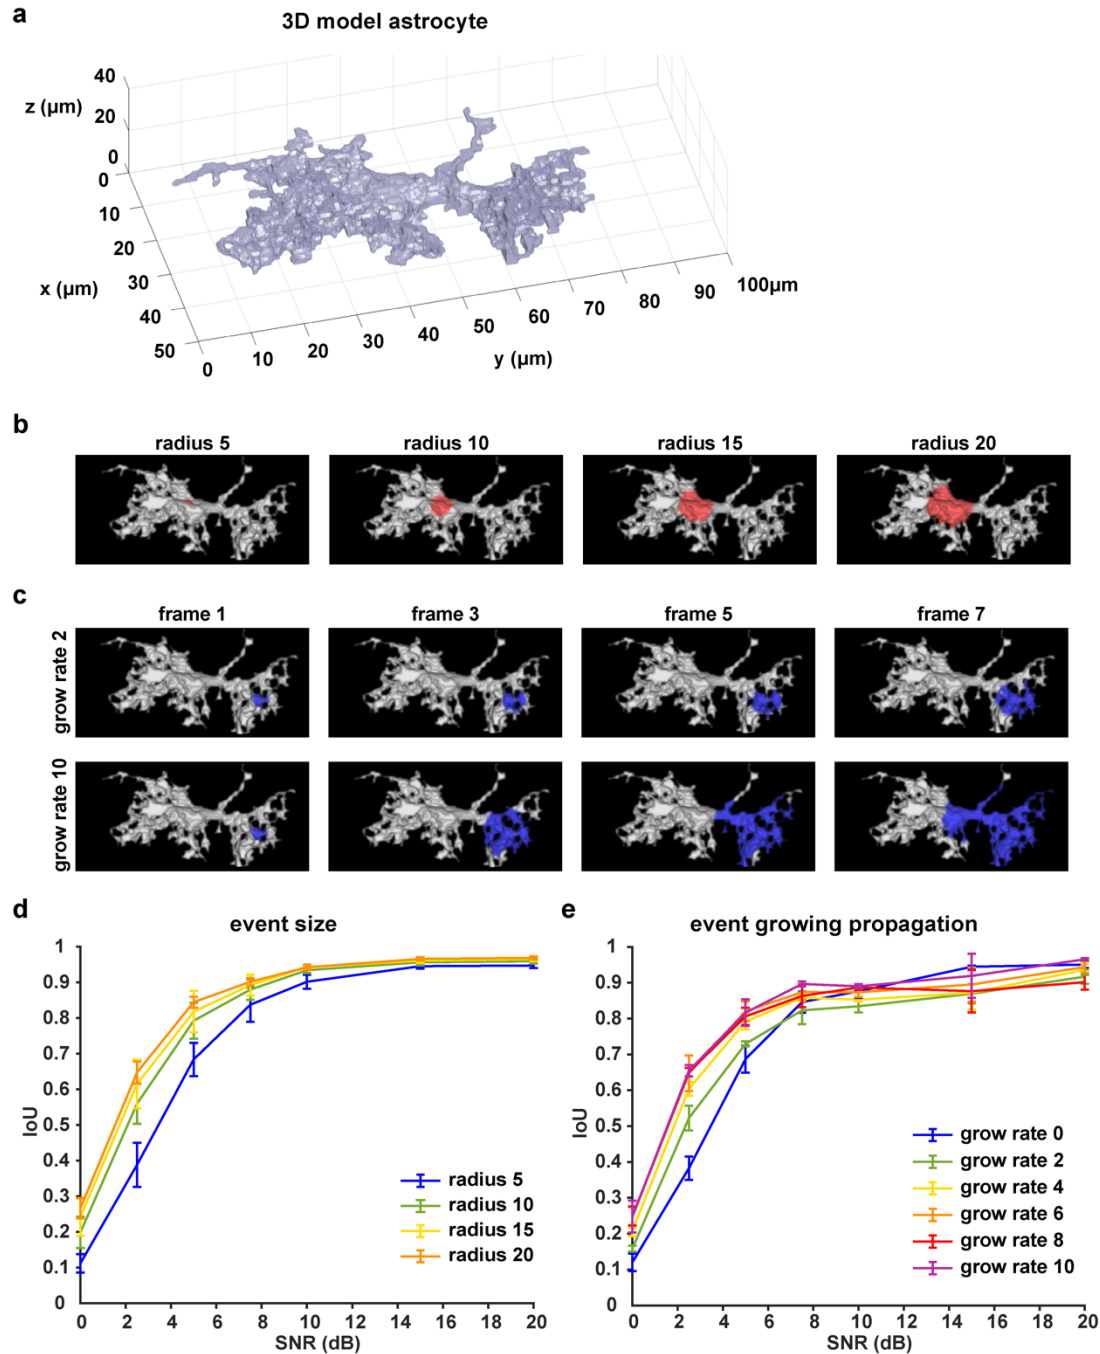 a
3D model astrocyte
40
z (µm)
20
0
0
10
20
x (µm)
30
40
50
0
10
20
30
40
50
60
70
80
90
100µm
y (µm)
b
radius 5
radius 10
radius 15
radius 20
c
frame 1
frame 3
frame 5
frame 7
grow rate 2
grow rate 10
d
event size
1
0.9
0.8
0.7
0.6
0.5
0.4
0.3
0.2
0.1
0
IoU
radius 5
radius 10
radius 15
radius 20
0 2 4 6 8 10 12 14 16 18 20
SNR (dB)
e
event growing propagation
1
0.9
0.8
0.7
0.6
0.5
0.4
0.3
0.2
0.1
0
IoU
grow rate 0
grow rate 2
grow rate 4
grow rate 6
grow rate 8
grow rate 10
0 2 4 6 8 10 12 14 16 18 20
SNR (dB)